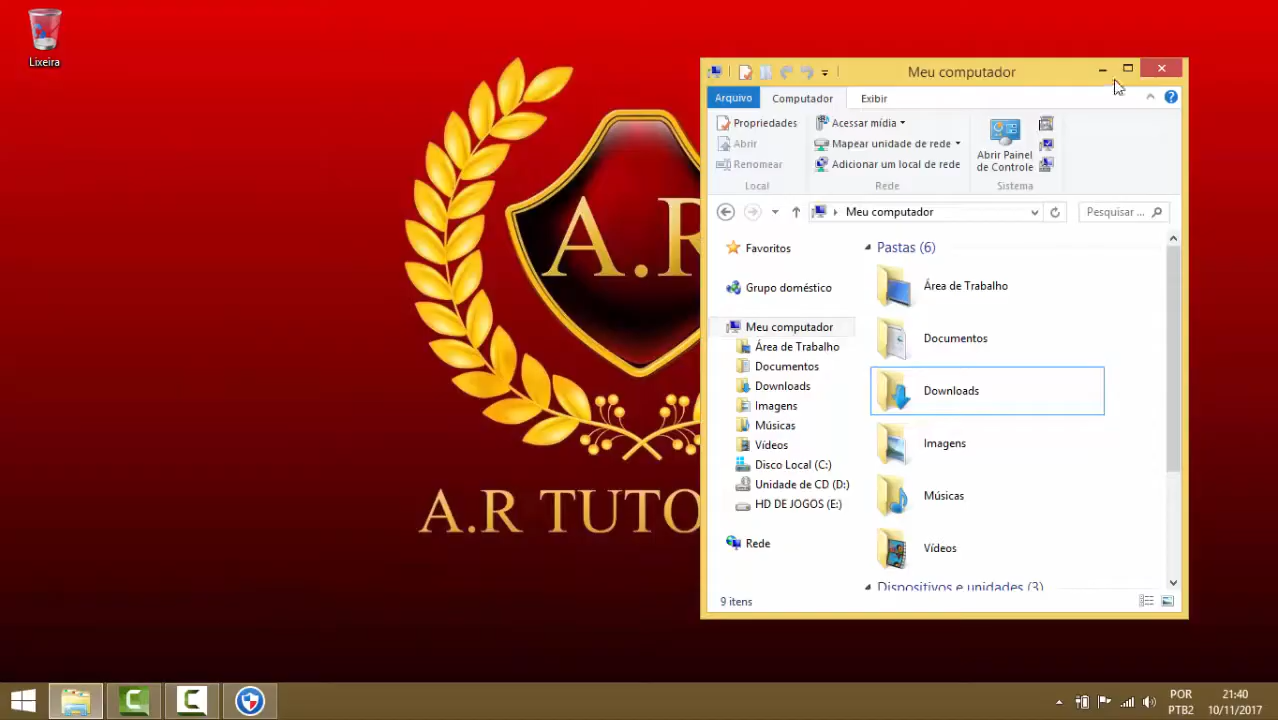 Lixeira
A.R
A.R TUTO
Meu computador
Arquivo
Computador
Exibir
Propriedades
Abrir
Renomear
Local
Acessar mídia
Mapear unidade de rede
Adicionar um local de rede
Rede
Abrir Painel
de Controle
Sistema
Meu computador
Pesquisar ...
Favoritos
Grupo doméstico
Meu computador
Área de Trabalho
Documentos
Downloads
Imagens
Músicas
Vídeos
Disco Local (C:)
Unidade de CD (D:)
HD DE JOGOS (E:)
Rede
Pastas (6)
Área de Trabalho
Documentos
Downloads
Imagens
Músicas
Vídeos
Dispositivos e unidades (3)
9 itens
POR
PTB2
21:40
10/11/2017